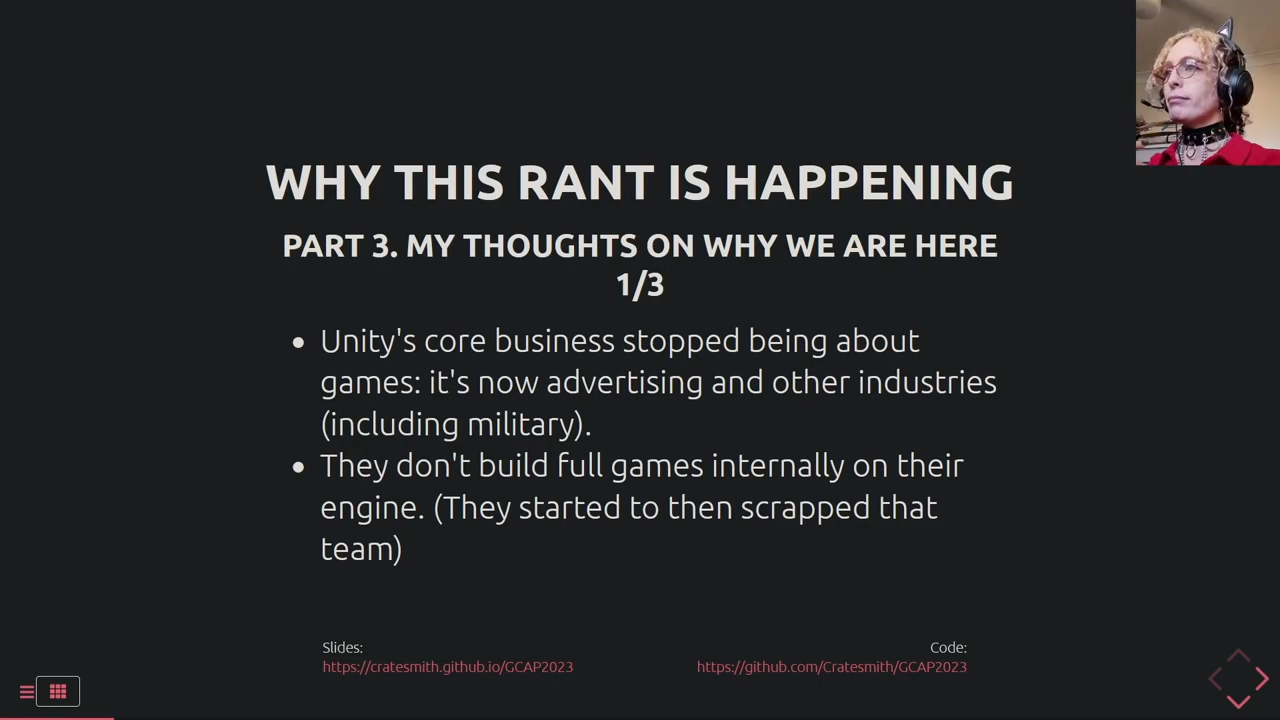 WHY THIS RANT IS HAPPENING
PART 3. MY THOUGHTS ON WHY WE ARE HERE
1/3
• Unity's core business stopped being about
games: it's now advertising and other industries
(including military).
• They don't build full games internally on their
engine. (They started to then scrapped that
team)
Slides:
https://cratesmith.github.io/GCAP2023
Code:
https://github.com/Cratesmith/GCAP2023